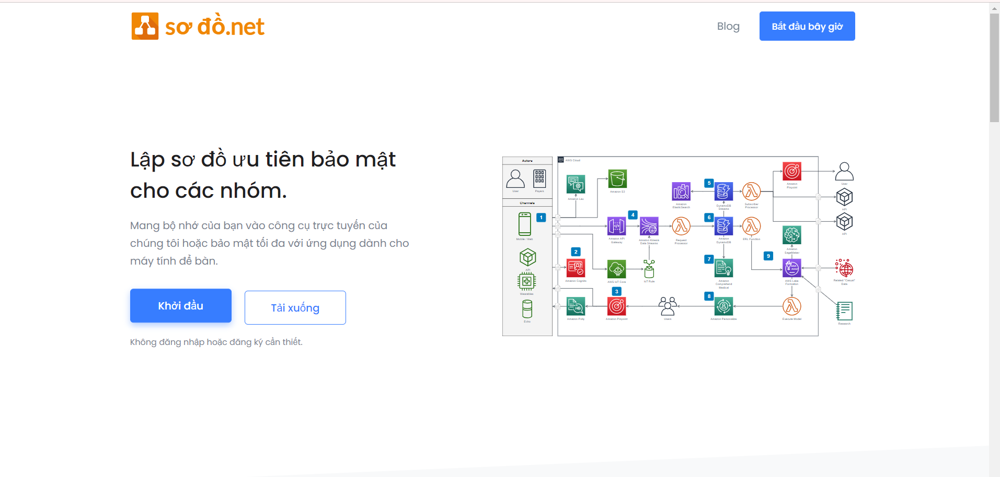 sơ đồ.net
Blog
Bắt đầu bây giờ
Lập sơ đồ ưu tiên bảo mật
cho các nhóm.
Mang bộ nhớ của bạn vào công cụ trực tuyến của
chúng tôi hoặc bảo mật tối đa với ứng dụng dành cho
máy tính để bàn.
Khởi đầu
Tải xuống
Không đăng nhập hoặc đăng ký cần thiết.
Actors
User
Payers
Channels
1
Mobile / Web
API
Wearables
Echo
AWS Cloud
Amazon Lex
Amazon S3
2
Amazon Cognito
Amazon Poly
4
Amazon API
Gateway
Amazon Kinesis
Data Streams
AWS IoT Core
IoT Rule
3
Amazon Pinpoint
Users
Amazon
ElasticSearch
Request
Processor
5
DynamoDB
Streams
Subscriber
Processor
6
Amazon
DynamoDB
ERL Function
7
Amazon
Comprehend
Medical
8
Amazon Personalize
Amazon
Pinpoint
Amazon
SageMaker
9
AWS Lake
Formation
Execute Model
User
API
API
Related "Casual"
Data
Research